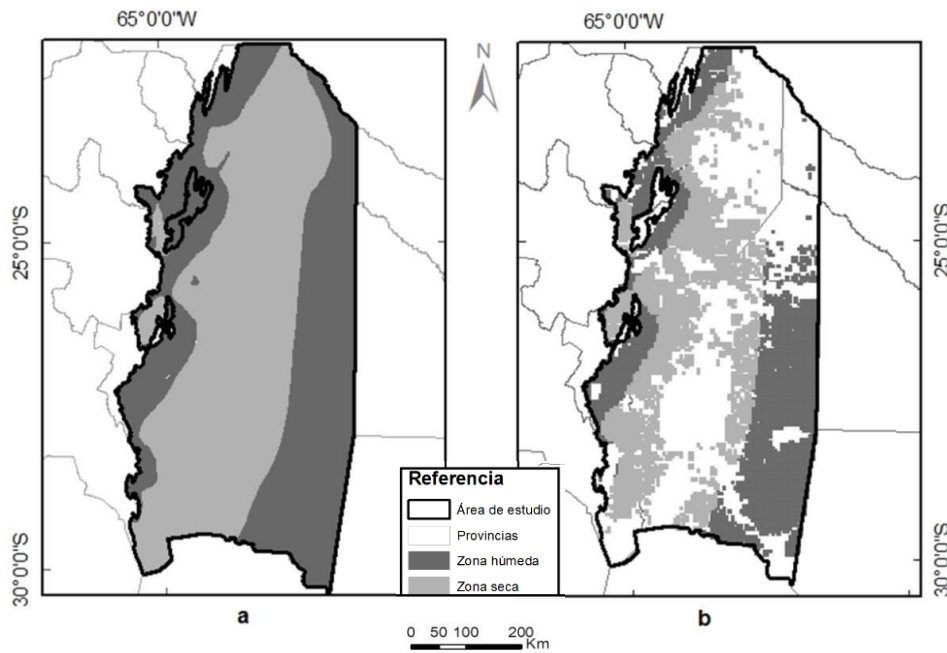 65°0'0"W
65°0'0"W
N
25°0'0"S
25°0'0"S
Referencia
Área de estudio
Provincias
Zona húmeda
Zona seca
30°0'0"S
30°0'0"S
a
b
0 50 100 200
Km